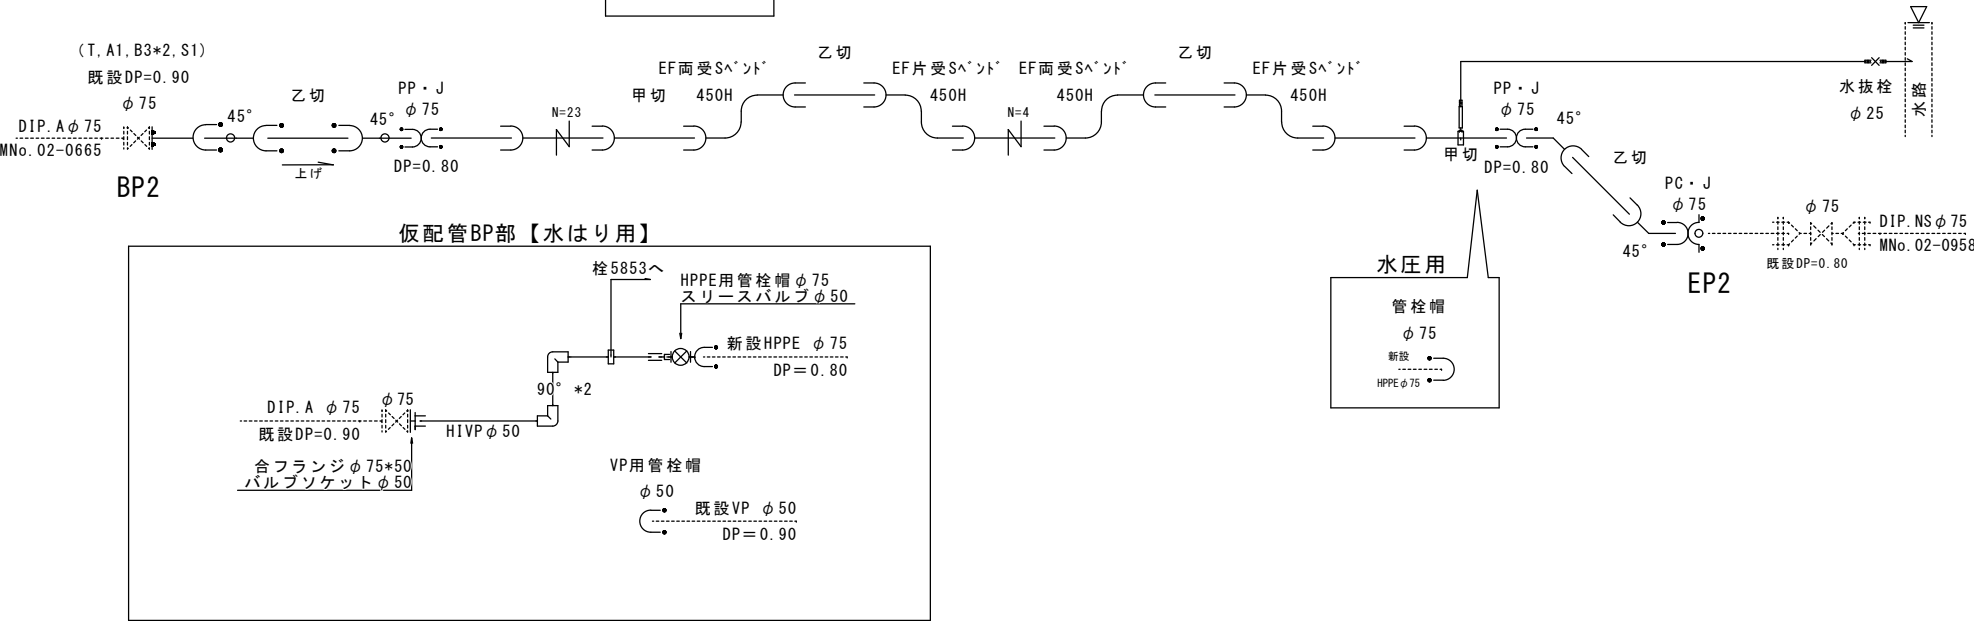 (T,A1,B3*2,S1)
既設DP=0.90
φ75
DIP.Aφ75
MNo.02-0665
BP2
45°
乙切
上げ
45°
PP・J
φ75
DP=0.80
N=23
甲切
EF両受Sベンド
450H
乙切
EF片受Sベンド
450H
N=4
EF両受Sベンド
450H
乙切
EF片受Sベンド
450H
甲切
PP・J
φ75
DP=0.80
45°
乙切
45°
PC・J
φ75
EP2
φ75
既設DP=0.80
DIP.NSφ75
MNo.02-0958
水抜栓
φ25
水路
仮配管BP部【水はり用】
栓5853へ
HPPE用管栓帽φ75
スリースバルブφ50
新設HPPE φ75
DP=0.80
90° *2
DIP.A φ75
既設DP=0.90
φ75
HIVPφ50
合フランジφ75*50
バルブソケットφ50
VP用管栓帽
φ50
既設VP φ50
DP=0.90
水圧用
管栓帽
φ75
新設
HPPEφ75